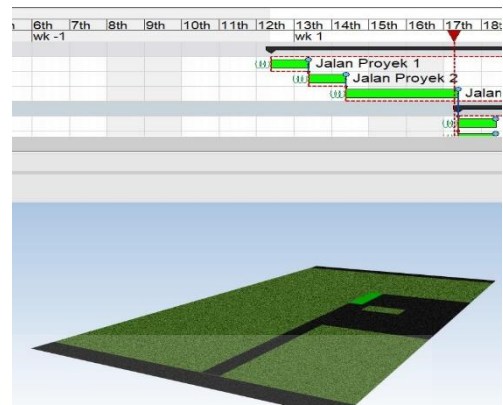 6th 7th 8th 9th 10th 11th 12th 13th 14th 15th 16th 17th 18th
wk -1 wk 1
Jalan Proyek 1
Jalan Proyek 2
Jalan